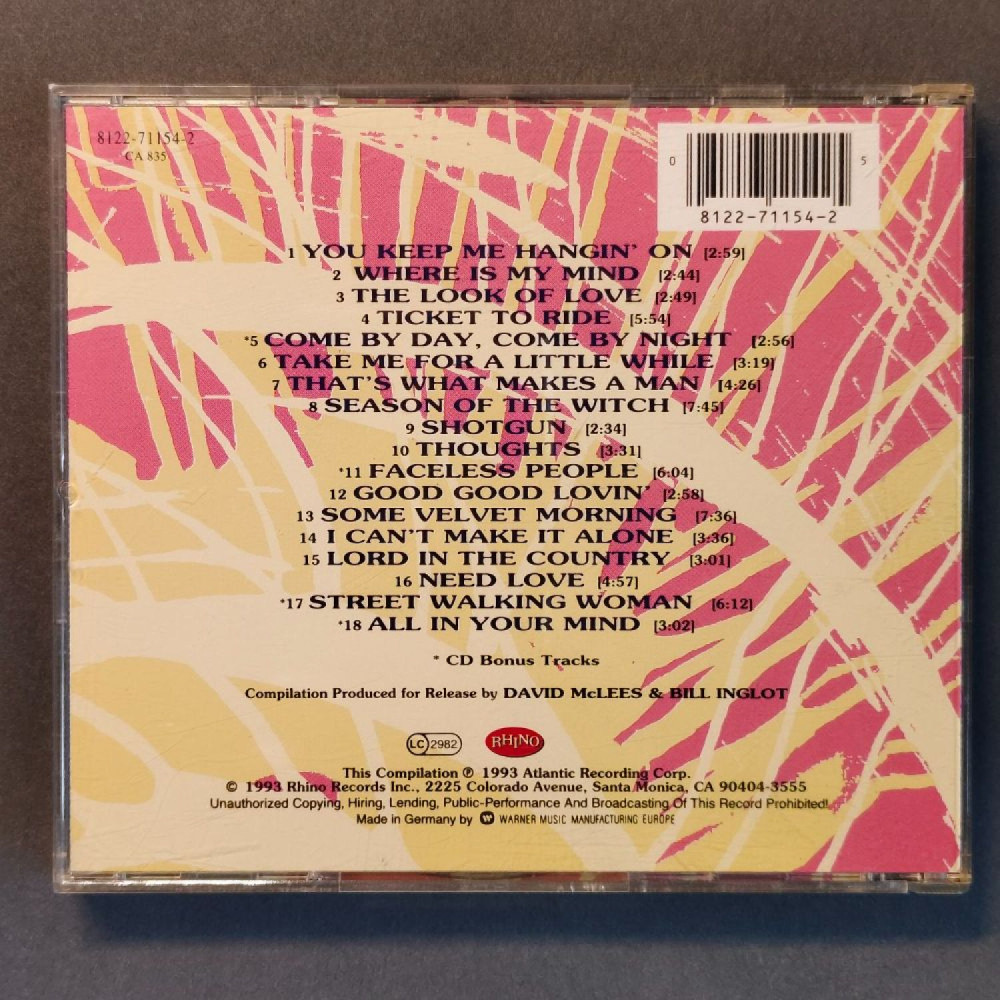 8122-71154-2
CA 835
0 5
8122-71154-2
1 YOU KEEP ME HANGIN' ON [2:59]
2 WHERE IS MY MIND [2:44]
3 THE LOOK OF LOVE [2:49]
4 TICKET TO RIDE [5:54]
*5 COME BY DAY, COME BY NIGHT [2:56]
6 TAKE ME FOR A LITTLE WHILE [3:19]
7 THAT'S WHAT MAKES A MAN [4:26]
8 SEASON OF THE WITCH [7:45]
9 SHOTGUN [2:34]
10 THOUGHTS [3:31]
*11 FACELESS PEOPLE [6:04]
12 GOOD GOOD LOVIN' [2:58]
13 SOME VELVET MORNING [7:36]
14 I CAN'T MAKE IT ALONE [3:36]
15 LORD IN THE COUNTRY [3:01]
16 NEED LOVE [4:57]
*17 STREET WALKING WOMAN [6:12]
*18 ALL IN YOUR MIND [3:02]
* CD Bonus Tracks
Compilation Produced for Release by DAVID McLEES & BILL INGLOT
LC 2982 RHINO
This Compilation ℗ 1993 Atlantic Recording Corp.
© 1993 Rhino Records Inc., 2225 Colorado Avenue, Santa Monica, CA 90404-3555
Unauthorized Copying, Hiring, Lending, Public-Performance And Broadcasting Of This Record Prohibited!
Made in Germany by WARNER MUSIC MANUFACTURING EUROPE